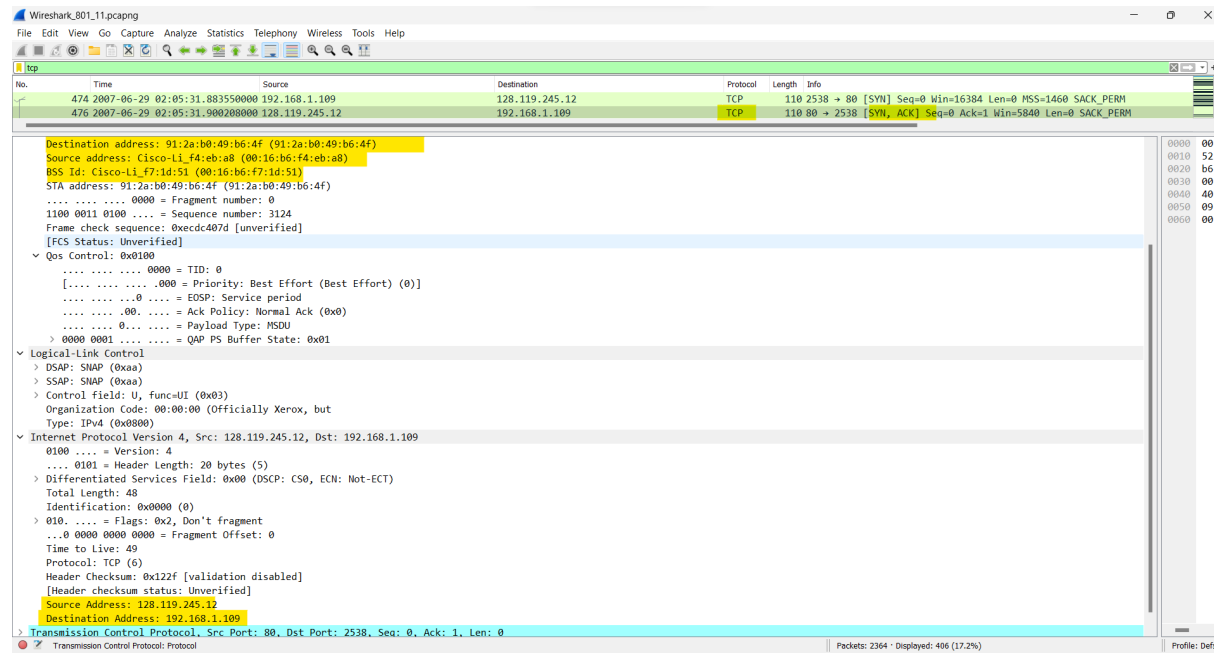 Wireshark_801_11.pcapng
File Edit View Go Capture Analyze Statistics Telephony Wireless Tools Help
tcp
No. Time Source Destination Protocol Length Info
474 2007-06-29 02:05:31.883550000 192.168.1.109 128.119.245.12 TCP 110 2538 → 80 [SYN] Seq=0 Win=16384 Len=0 MSS=1460 SACK_PERM
476 2007-06-29 02:05:31.900208000 128.119.245.12 192.168.1.109 TCP 110 80 → 2538 [SYN, ACK] Seq=0 Ack=1 Win=5840 Len=0 SACK_PERM
Destination address: 91:2a:b0:49:b6:4f (91:2a:b0:49:b6:4f)
Source address: Cisco-Li_f4:eb:a8 (00:16:b6:f4:eb:a8)
BSS Id: Cisco-Li_f7:1d:51 (00:16:b6:f7:1d:51)
STA address: 91:2a:b0:49:b6:4f (91:2a:b0:49:b6:4f)
.... .... .... 0000 = Fragment number: 0
1100 0011 0100 .... = Sequence number: 3124
Frame check sequence: 0xecdc407d [unverified]
[FCS Status: Unverified]
Qos Control: 0x0100
.... .... .... 0000 = TID: 0
[.... .... .... .000 = Priority: Best Effort (Best Effort) (0)]
.... .... ...0 .... = EOSP: Service period
.... .... .00. .... = Ack Policy: Normal Ack (0x0)
.... .... 0... .... = Payload Type: MSDU
> 0000 0001 .... .... = QAP PS Buffer State: 0x01
Logical-Link Control
> DSAP: SNAP (0xaa)
> SSAP: SNAP (0xaa)
> Control field: U, func=UI (0x03)
Organization Code: 00:00:00 (Officially Xerox, but
Type: IPv4 (0x0800)
Internet Protocol Version 4, Src: 128.119.245.12, Dst: 192.168.1.109
0100 .... = Version: 4
.... 0101 = Header Length: 20 bytes (5)
> Differentiated Services Field: 0x00 (DSCP: CS0, ECN: Not-ECT)
Total Length: 48
Identification: 0x0000 (0)
> 010. .... = Flags: 0x2, Don't fragment
...0 0000 0000 0000 = Fragment Offset: 0
Time to Live: 49
Protocol: TCP (6)
Header Checksum: 0x122f [validation disabled]
[Header checksum status: Unverified]
Source Address: 128.119.245.12
Destination Address: 192.168.1.109
> Transmission Control Protocol, Src Port: 80, Dst Port: 2538, Seq: 0, Ack: 1, Len: 0
0000 00
0010 52
0020 b6
0030 00
0040 40
0050 09
0060 00
Transmission Control Protocol: Protocol
Packets: 2364 · Displayed: 406 (17.2%)
Profile: Def